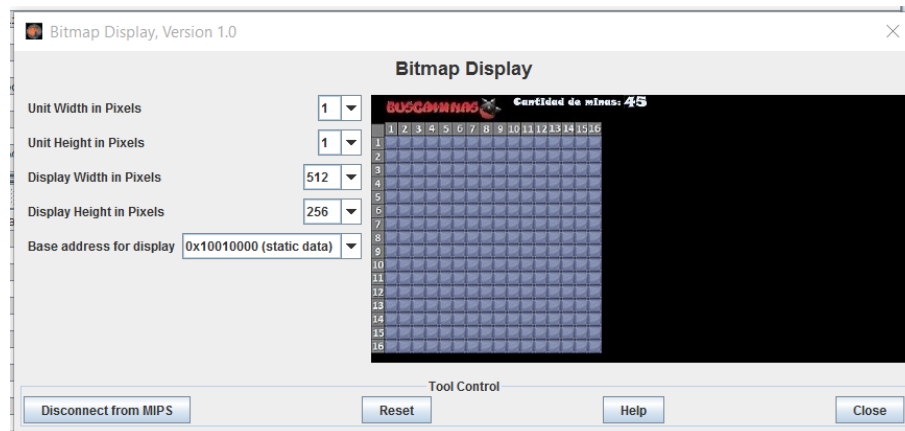 Bitmap Display, Version 1.0
Bitmap Display
Unit Width in Pixels 1
Unit Height in Pixels 1
Display Width in Pixels 512
Display Height in Pixels 256
Base address for display 0x10010000 (static data)
BUSCAMINAS Cantidad de minas: 45
1 2 3 4 5 6 7 8 9 10 11 12 13 14 15 16
1
2
3
4
5
6
7
8
9
10
11
12
13
14
15
16
Tool Control
Disconnect from MIPS Reset Help Close